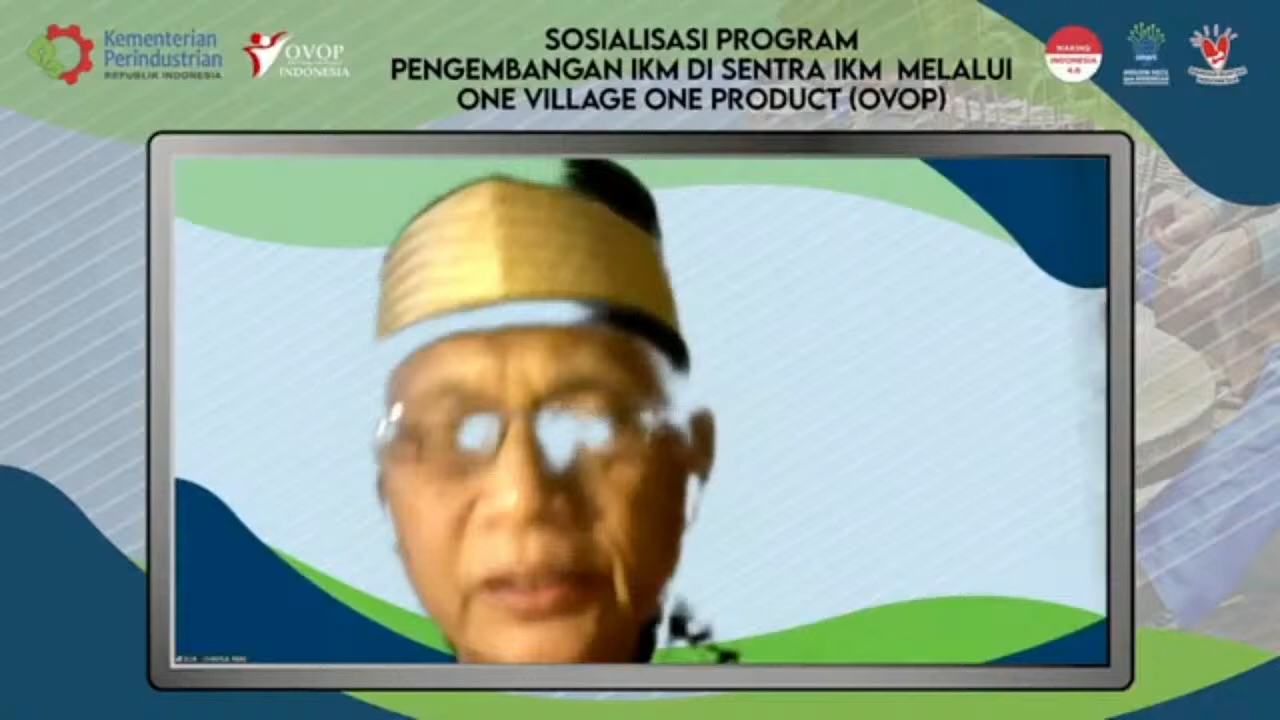 Kementerian
Perindustrian
REPUBLIK INDONESIA
OVOP
INDONESIA
SOSIALISASI PROGRAM
PENGEMBANGAN IKM DI SENTRA IKM MELALUI
ONE VILLAGE ONE PRODUCT (OVOP)
MAKING
INDONESIA
4.0